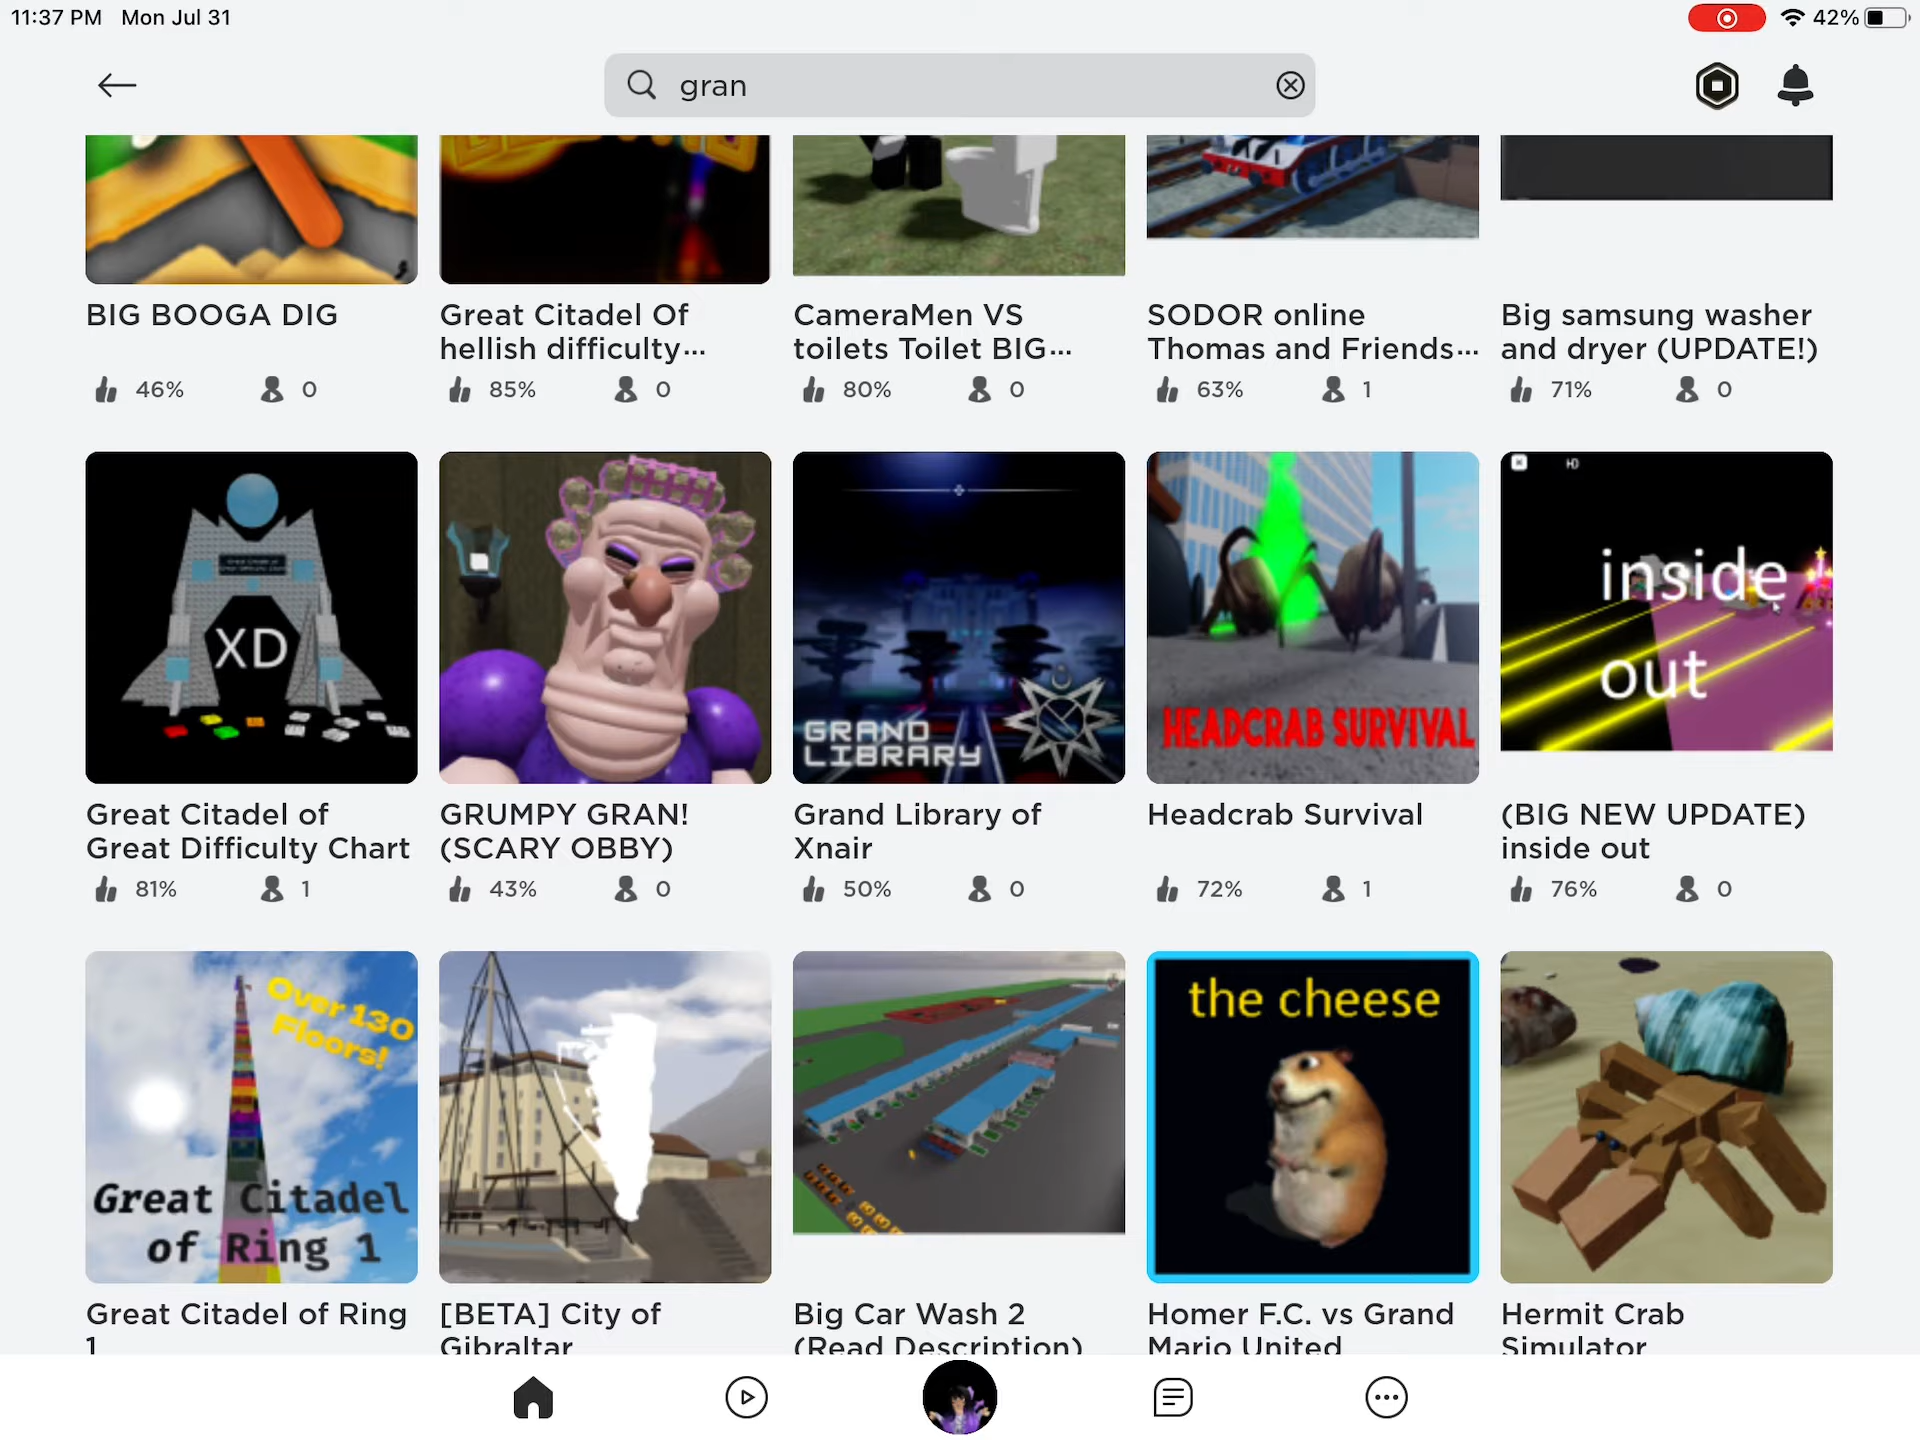 11:37 PM Mon Jul 31
42%
gran
BIG BOOGA DIG
46% 0
Great Citadel Of
hellish difficulty...
85% 0
CameraMen VS
toilets Toilet BIG...
80% 0
SODOR online
Thomas and Friends...
63% 1
Big samsung washer
and dryer (UPDATE!)
71% 0
XD
Great Citadel of
Great Difficulty Chart
81% 1
GRUMPY GRAN!
(SCARY OBBY)
43% 0
GRAND
LIBRARY
Grand Library of
Xnair
50% 0
HEADCRAB SURVIVAL
Headcrab Survival
72% 1
inside
out
(BIG NEW UPDATE)
inside out
76% 0
Over 130
Floors!
Great Citadel
of Ring 1
Great Citadel of Ring
1
[BETA] City of
Gibraltar
Big Car Wash 2
(Read Description)
the cheese
Homer F.C. vs Grand
Mario United
Hermit Crab
Simulator